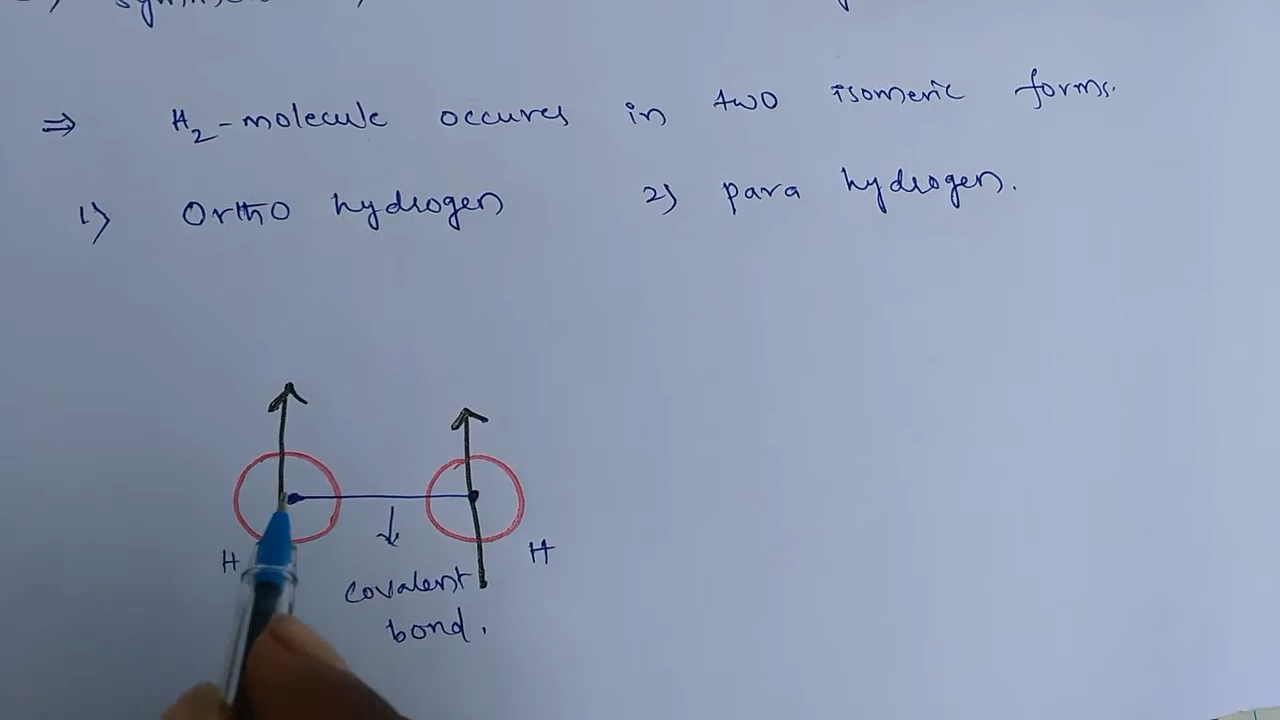 ⇒ H₂-molecule occures in two isomeric forms.
1) Ortho hydrogen 2) para hydrogen.
H H
covalent
bond.